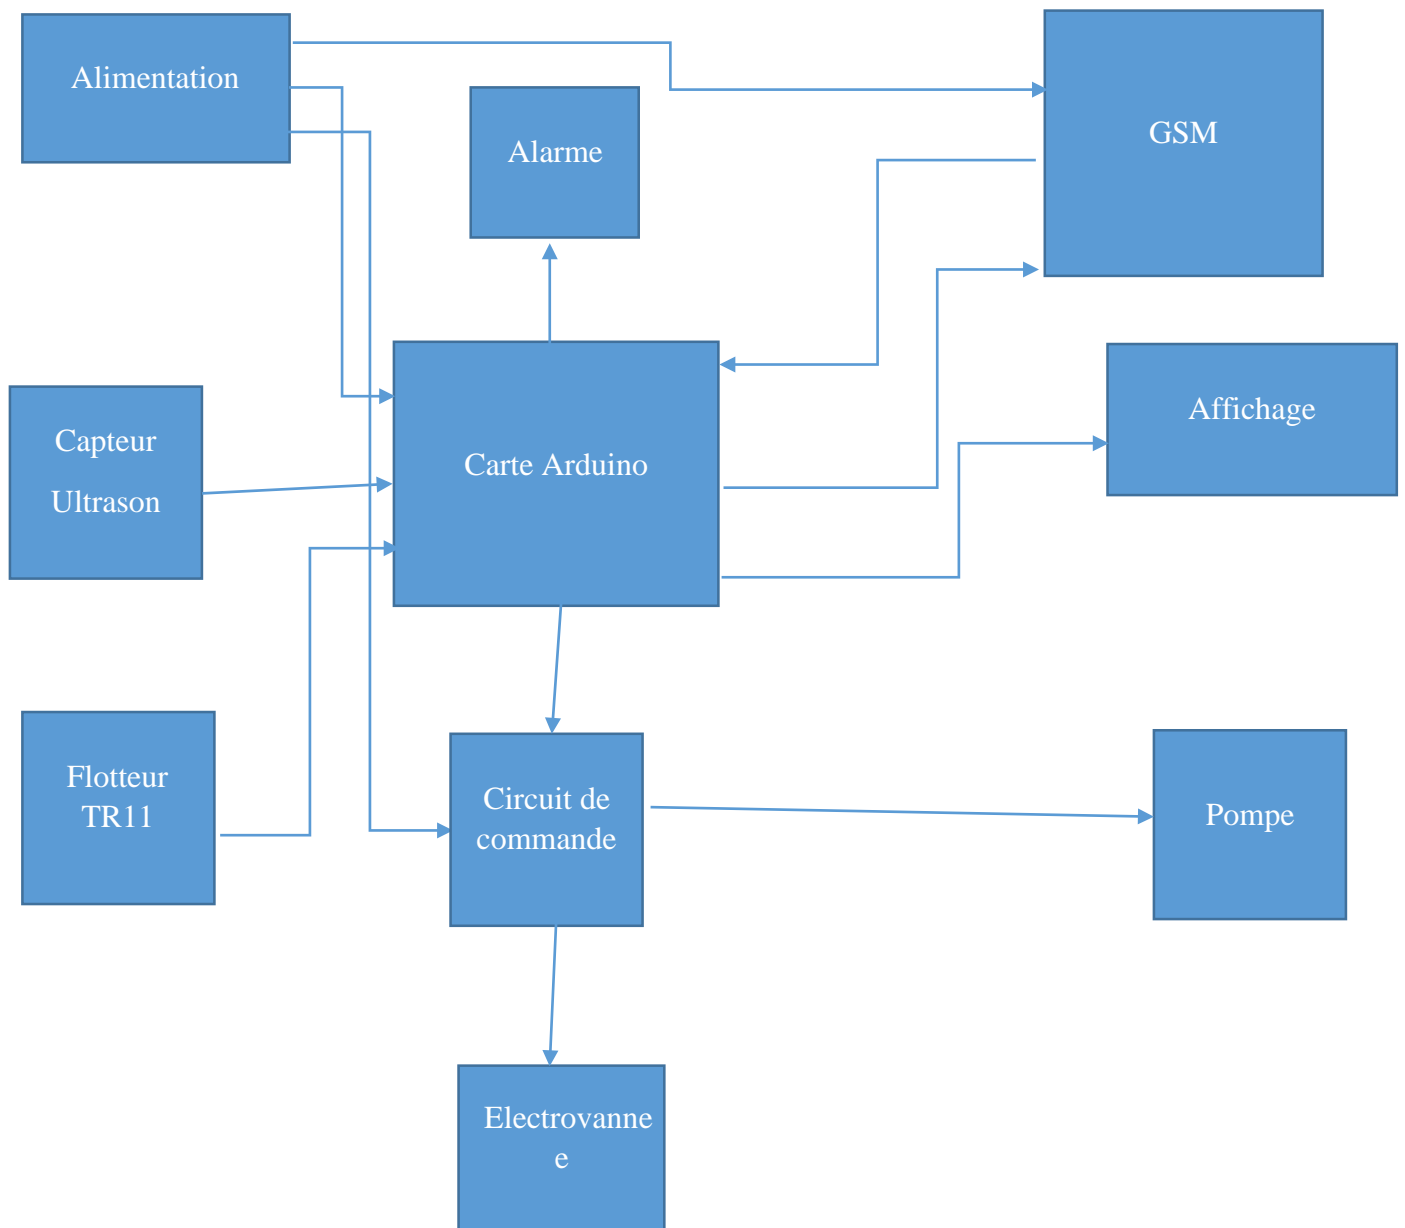 Alimentation
GSM
Alarme
Affichage
Capteur
Ultrason
Carte Arduino
Flotteur
TR11
Circuit de
commande
Pompe
Electrovanne
e